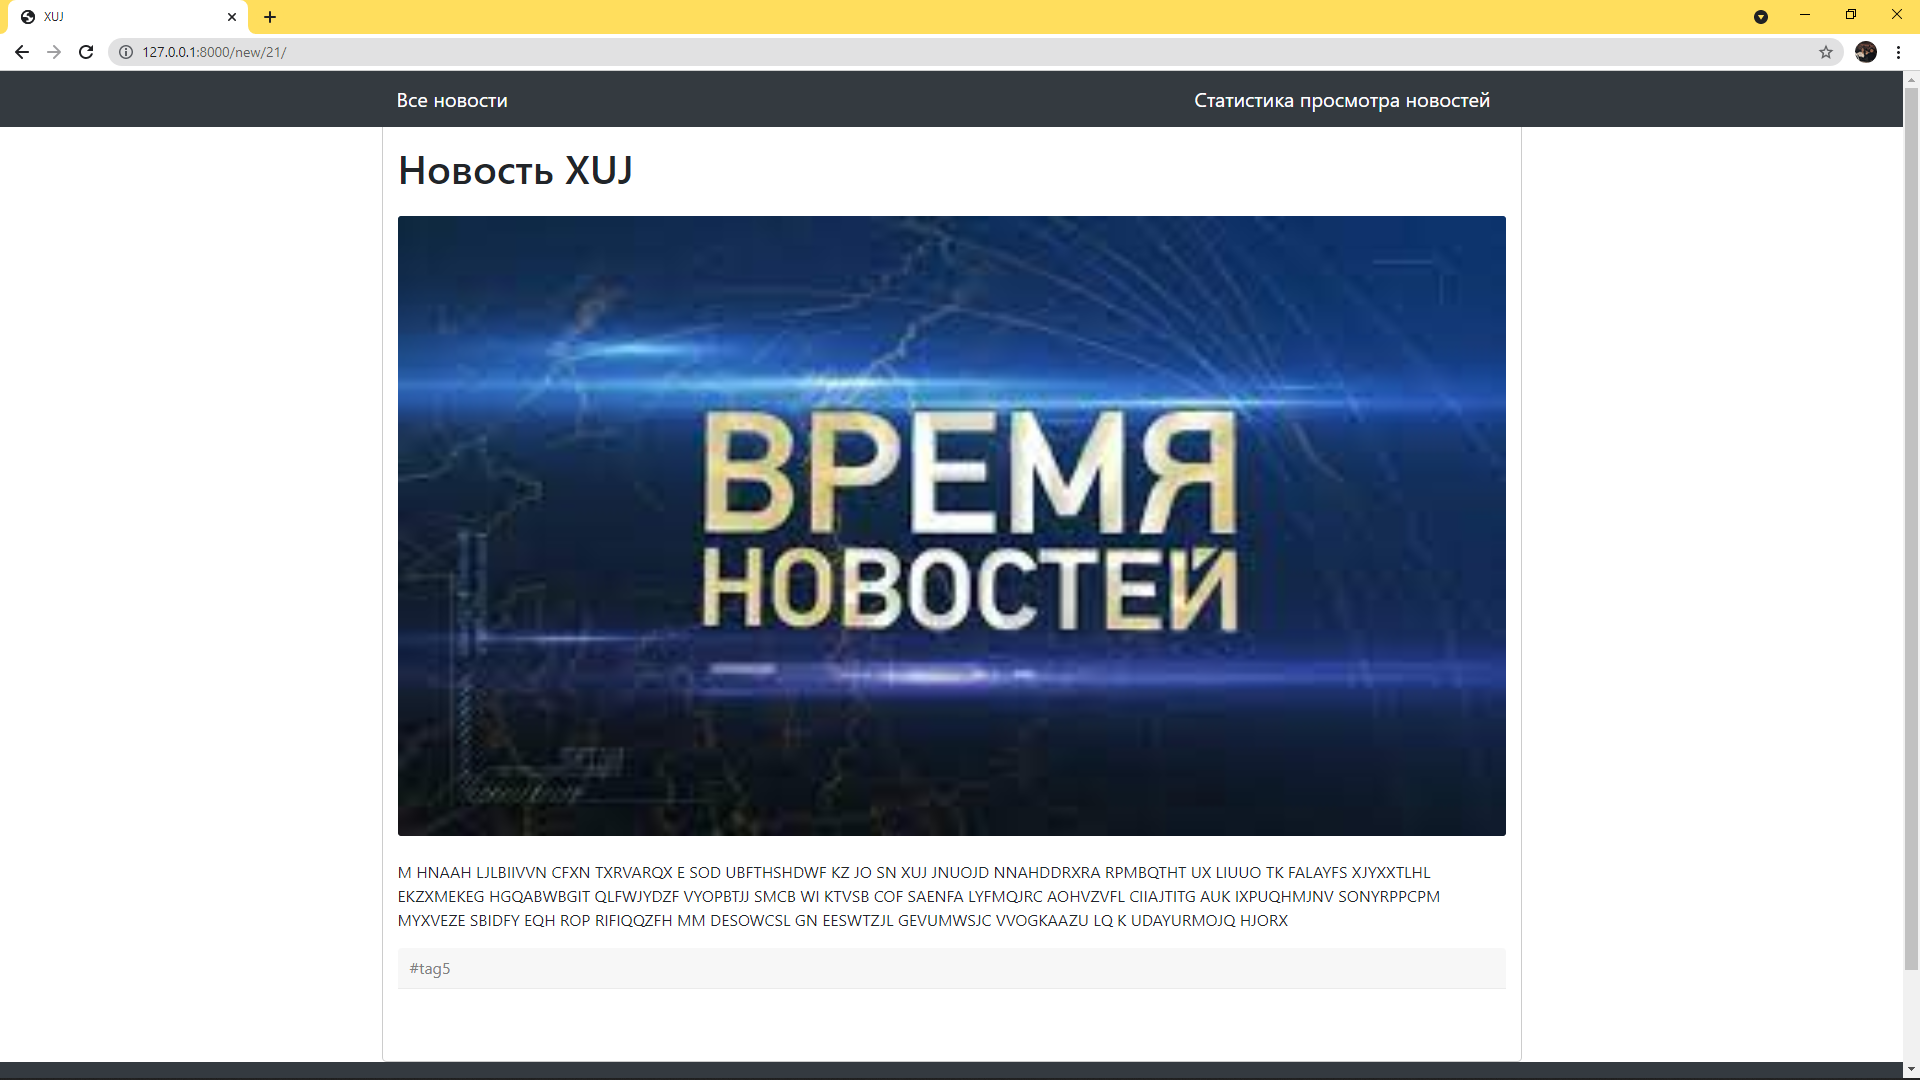 XUJ
127.0.0.1:8000/new/21/
Все новости
Статистика просмотра новостей
Новость XUJ
ВРЕМЯ
НОВОСТЕЙ
M HNAAH LJLBIIVVN CFXN TXRVARQX E SOD UBFTHSHDWF KZ JO SN XUJ JNUOJD NNAHDDRXRA RPMBQTHT UX LIUUO TK FALAYFS XJYXXTLHL
EKZXMEKEG HGQABWBGIT QLFWJYDZF VYOPBTJJ SMCB WI KTVSB COF SAENFA LYFMQJRC AOHVZVFL CIIAJTITG AUK IXPUQHMJNV SONYRPPCPM
MYXVEZE SBIDFY EQH ROP RIFIQQZFH MM DESOWCSL GN EESWTZJL GEVUMWSJC VVOGKAAZU LQ K UDAYURMOJQ HJORX
#tag5